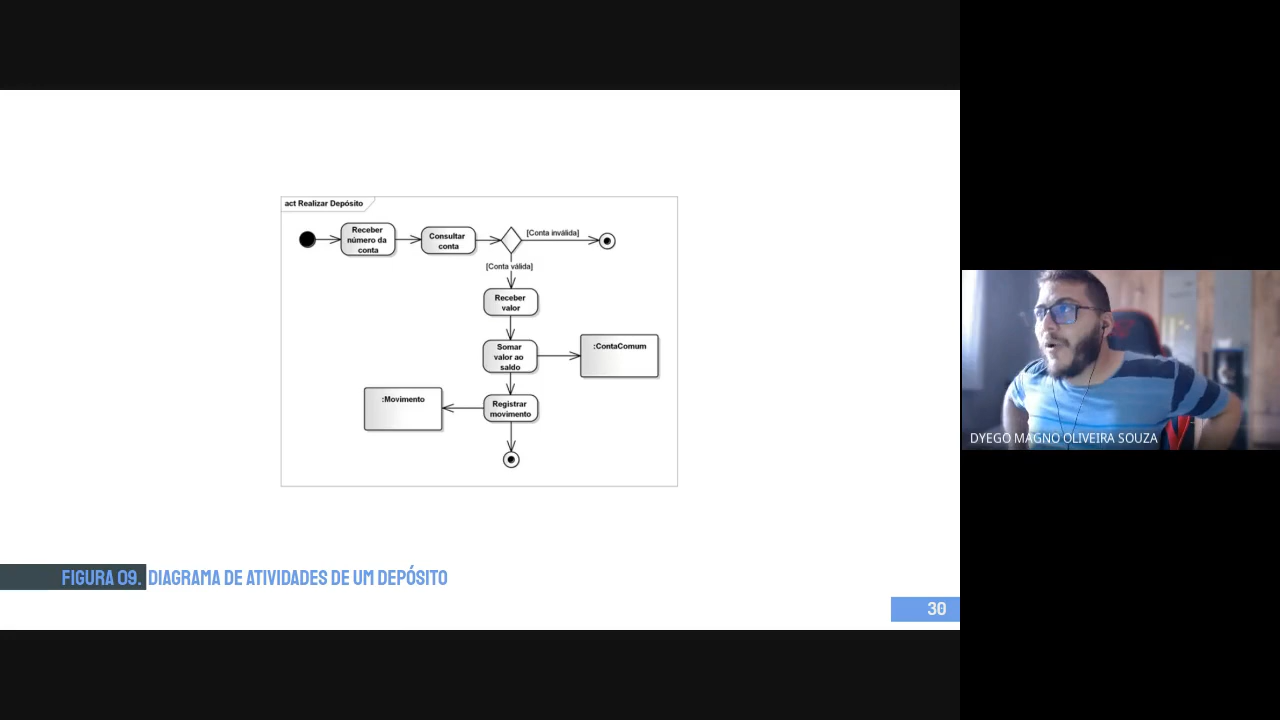 act Realizar Depósito
Receber
número da
conta
Consultar
conta
[Conta inválida]
[Conta válida]
Receber
valor
Somar
valor ao
saldo
:ContaComum
:Movimento
Registrar
movimento
FIGURA 09. DIAGRAMA DE ATIVIDADES DE UM DEPÓSITO
30
DYEGO MAGNO OLIVEIRA SOUZA